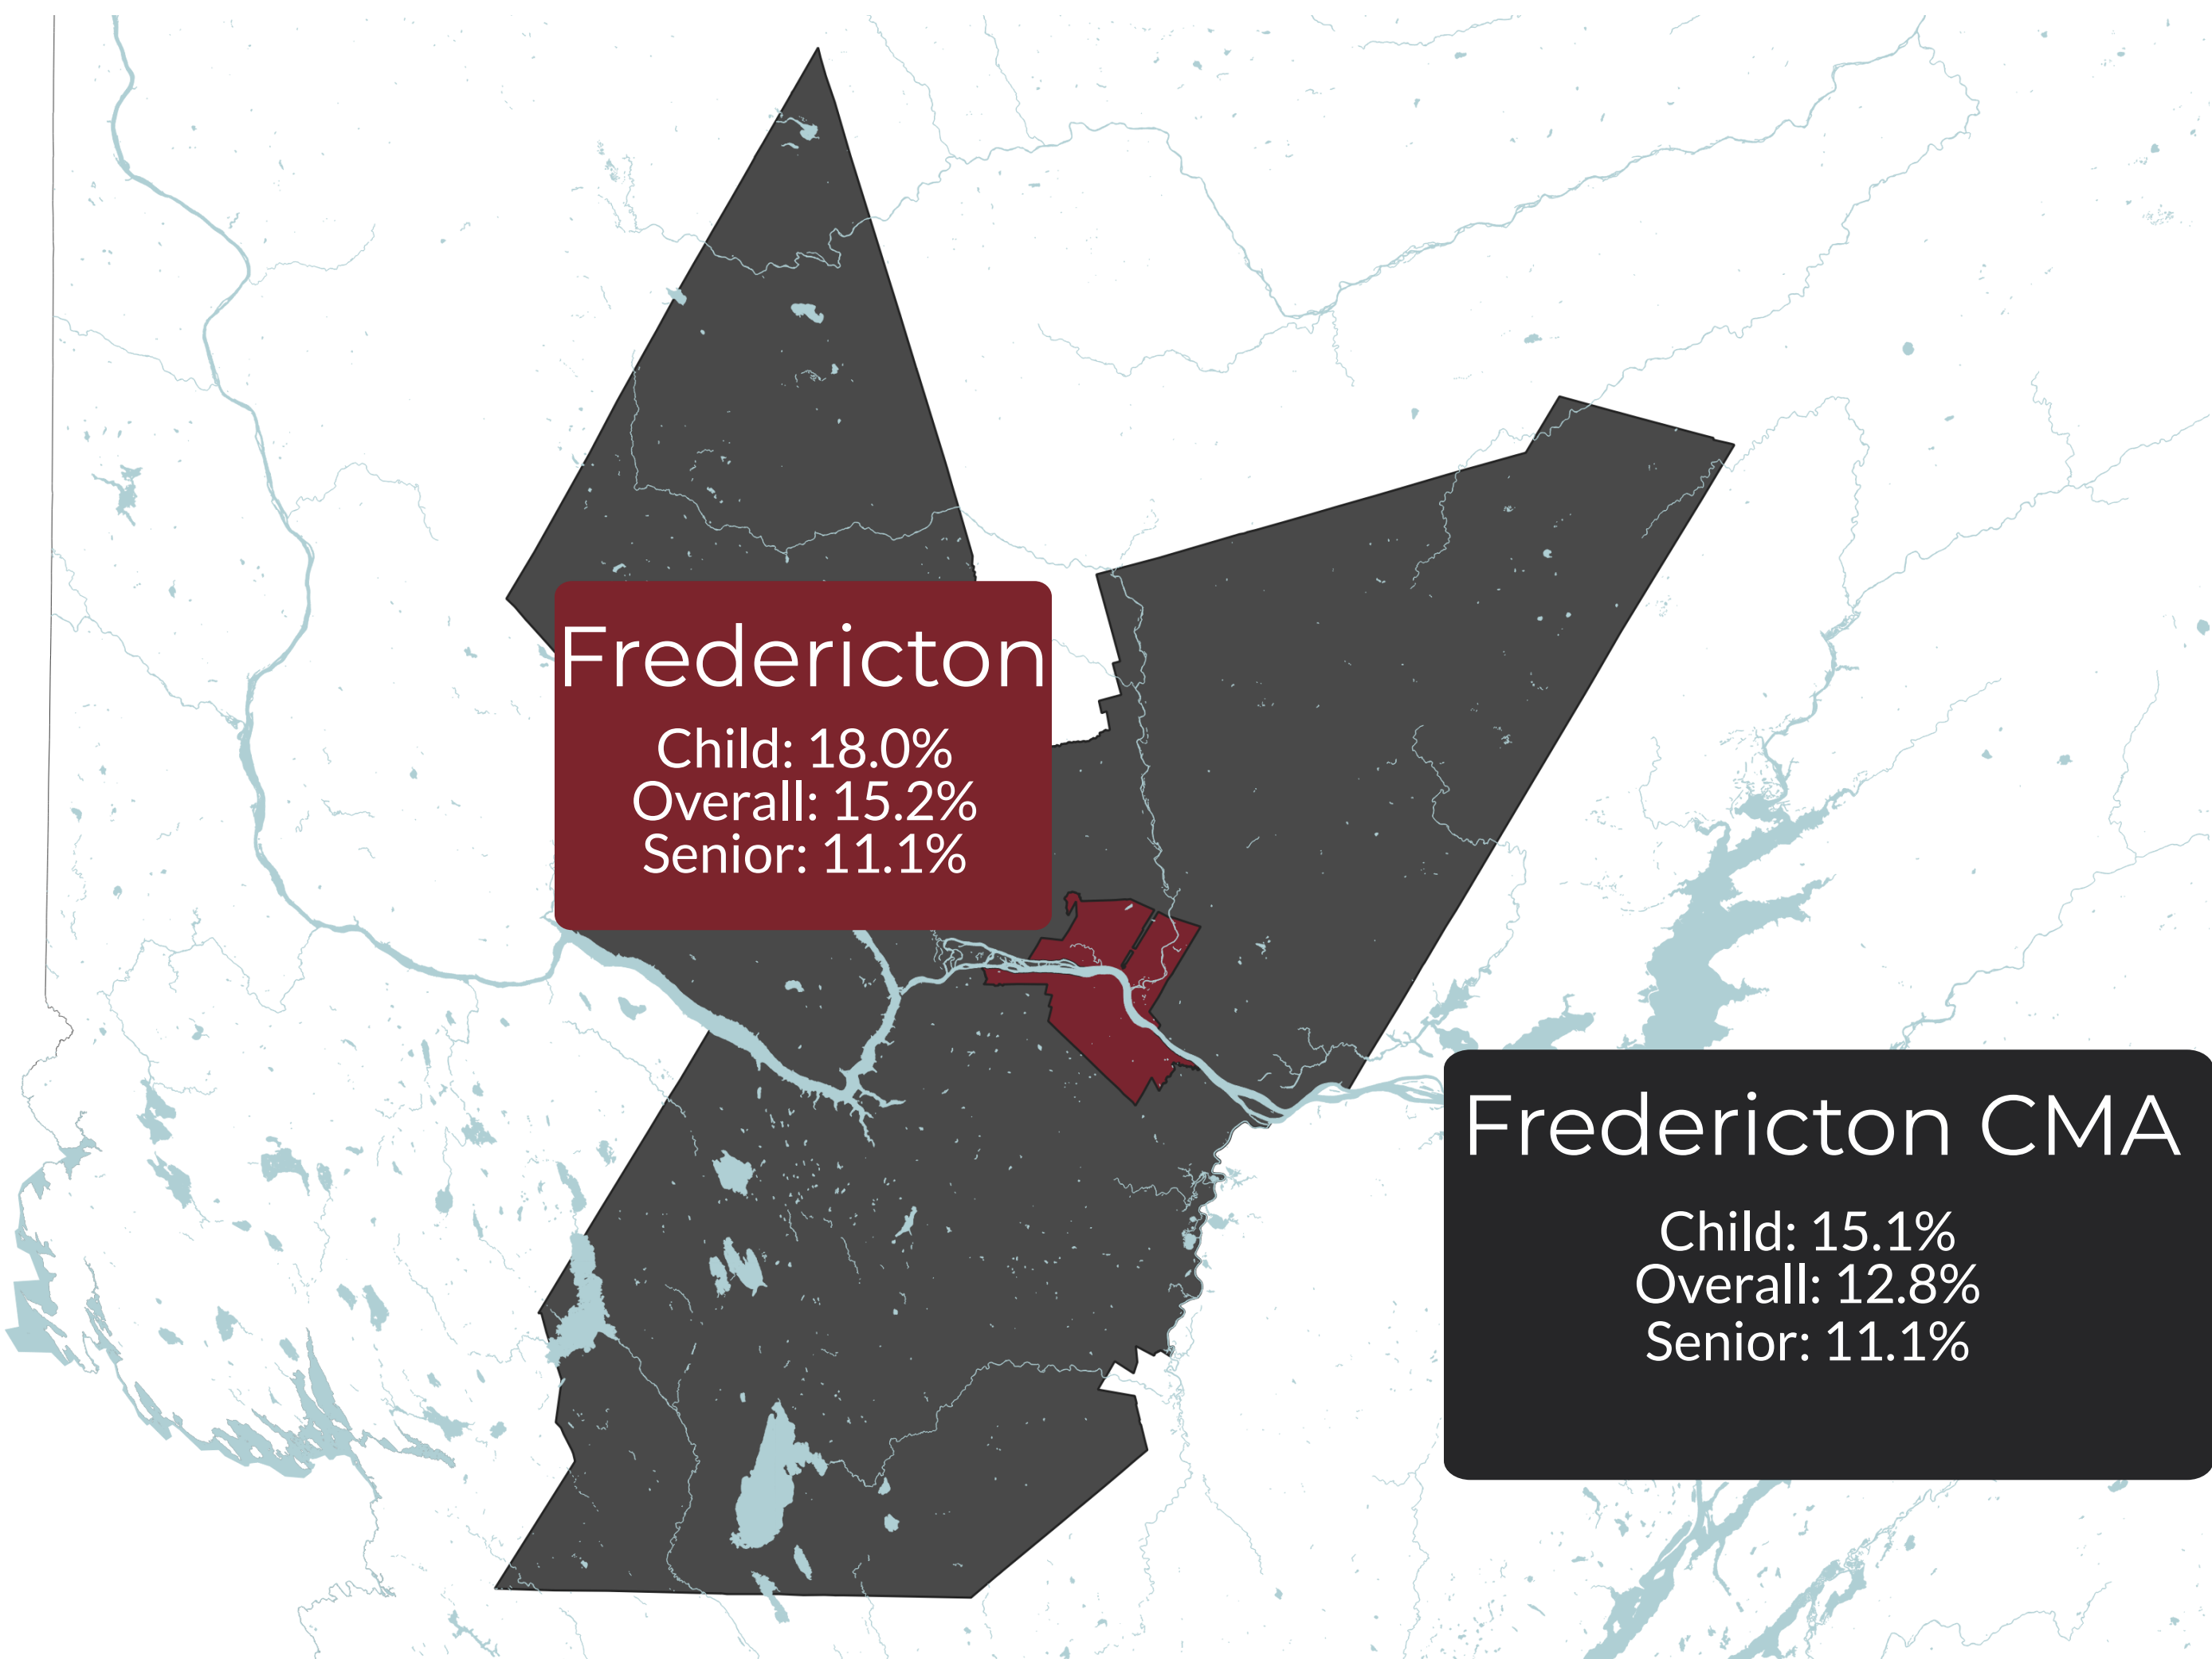 Fredericton
Child: 18.0%
Overall: 15.2%
Senior: 11.1%
Fredericton CMA
Child: 15.1%
Overall: 12.8%
Senior: 11.1%